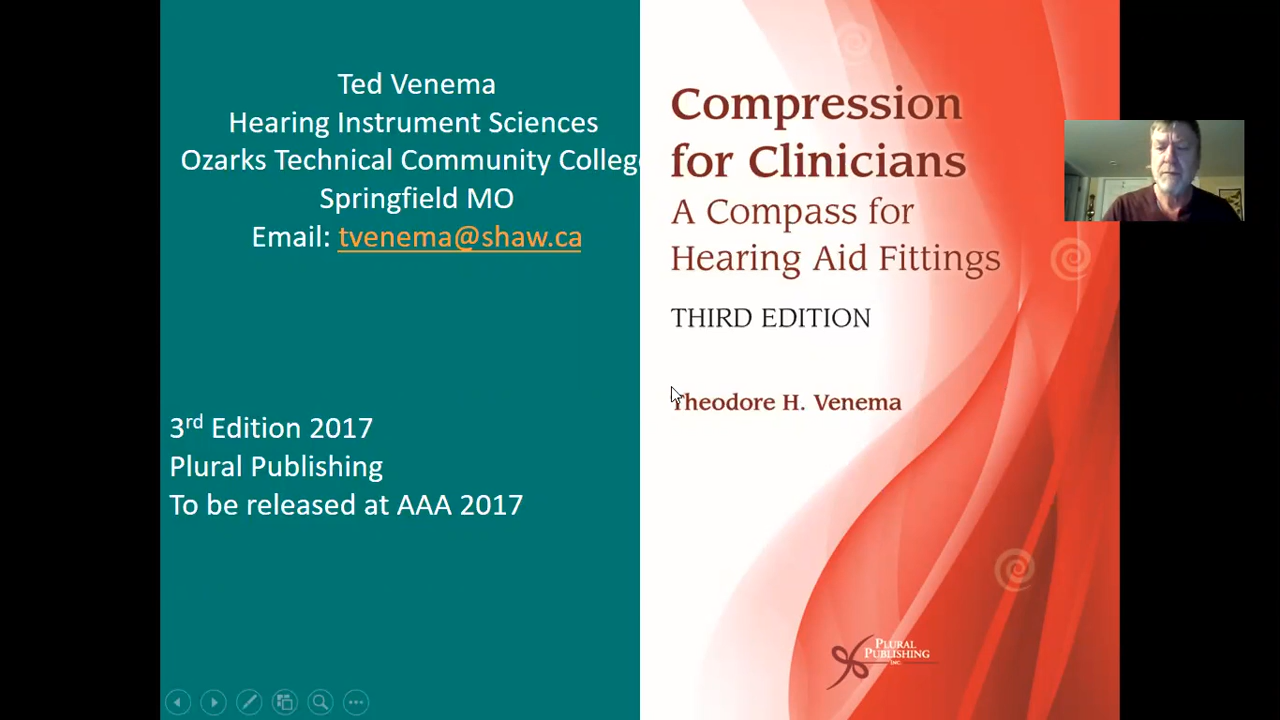 Ted Venema
Hearing Instrument Sciences
Ozarks Technical Community Colleg
Springfield MO
Email: tvenema@shaw.ca
3rd Edition 2017
Plural Publishing
To be released at AAA 2017
Compression
for Clinicians
A Compass for
Hearing Aid Fittings
THIRD EDITION
Theodore H. Venema
PLURAL
PUBLISHING
INC.